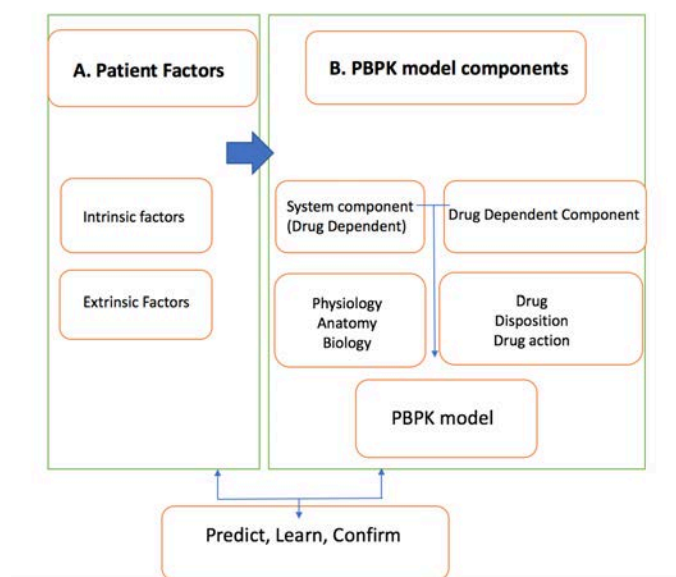 A. Patient Factors
B. PBPK model components
Intrinsic factors
Extrinsic Factors
System component
(Drug Dependent)
Drug Dependent Component
Physiology
Anatomy
Biology
Drug
Disposition
Drug action
PBPK model
Predict, Learn, Confirm